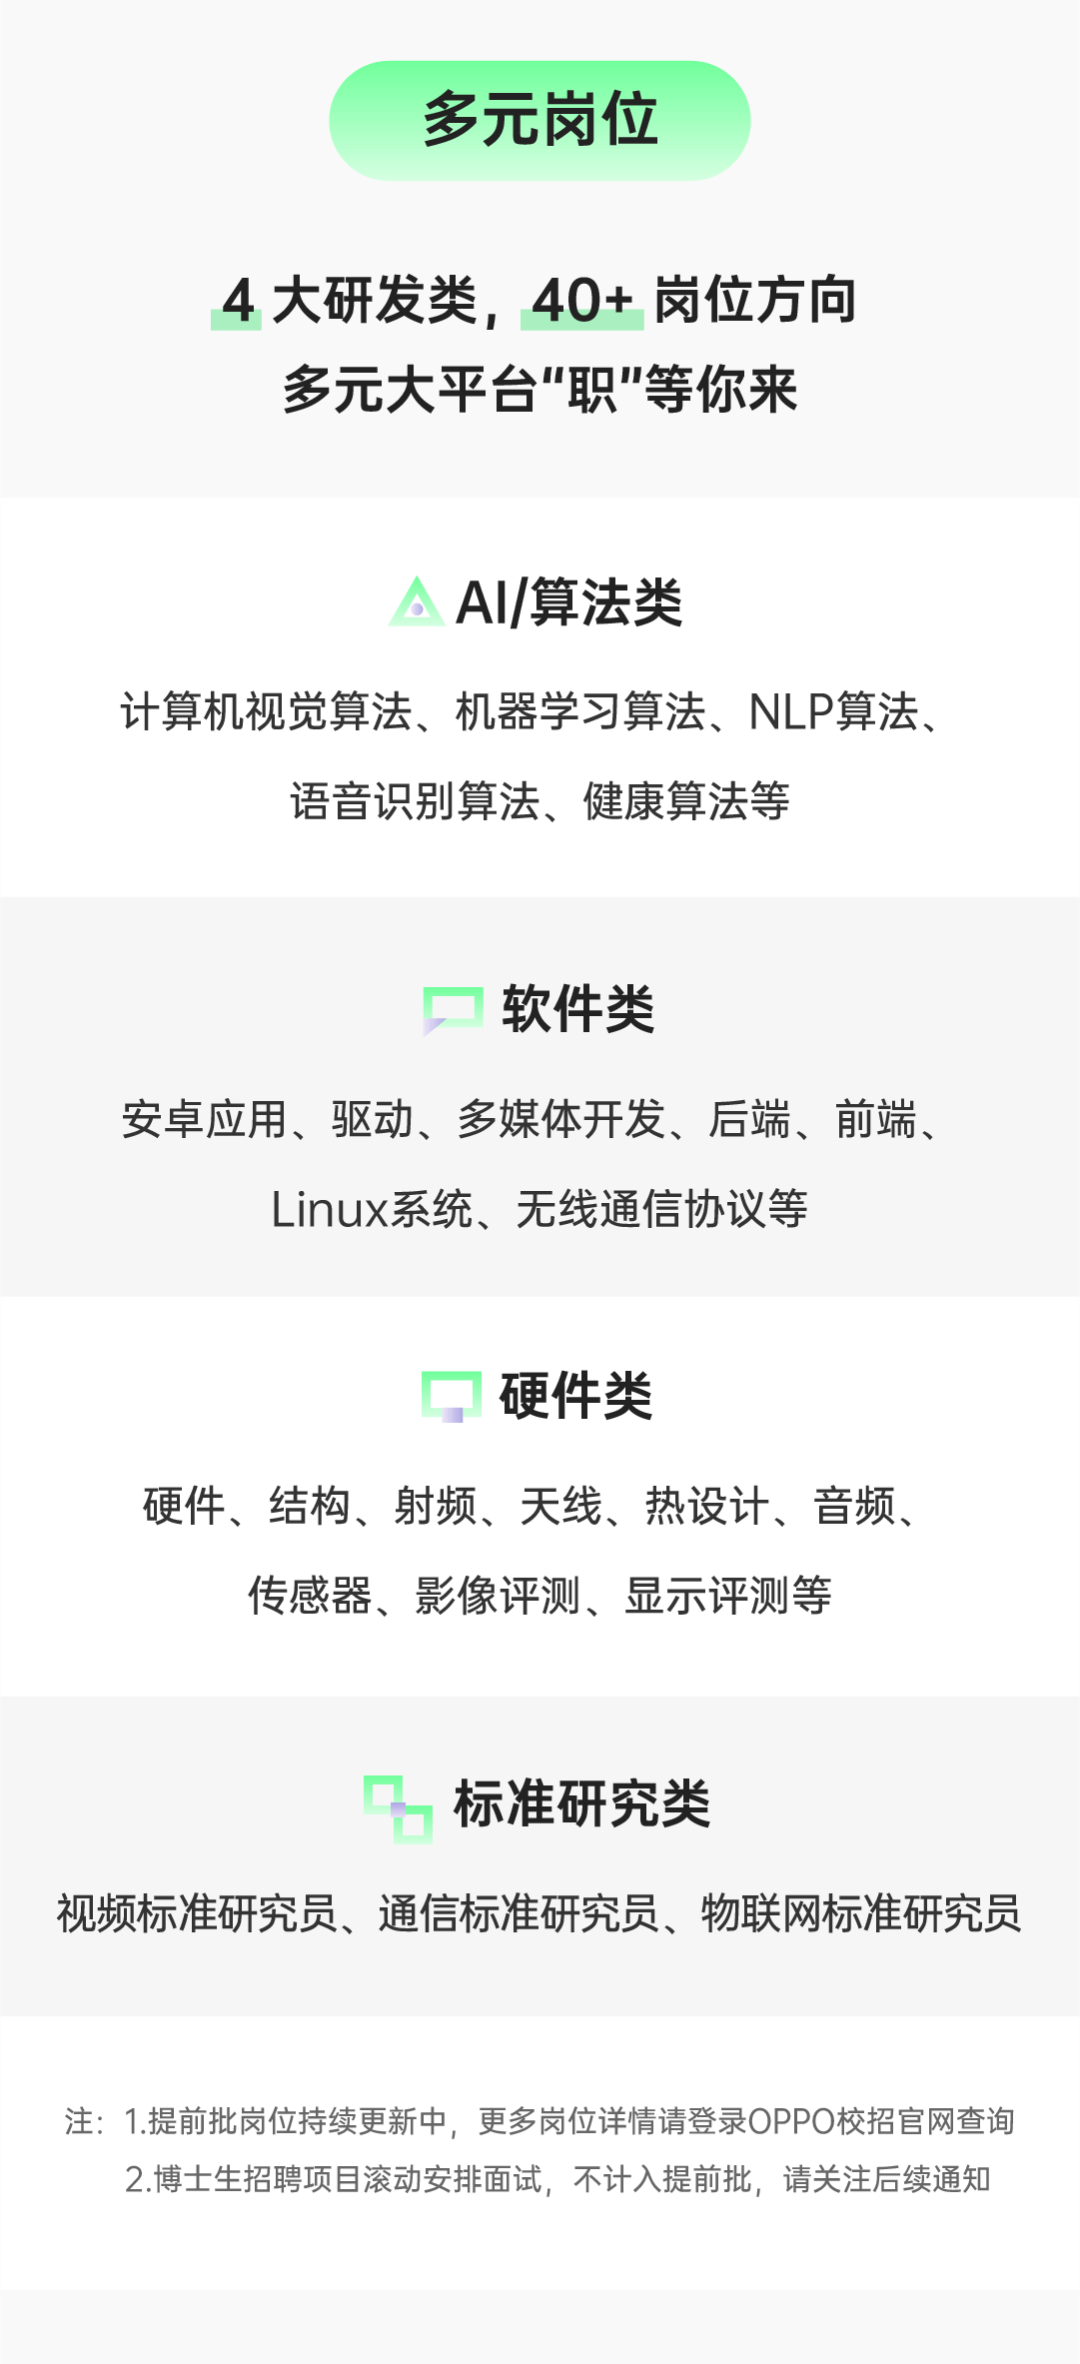 多元岗位
4 大研发类，40+ 岗位方向
多元大平台“职”等你来
AI/算法类
计算机视觉算法、机器学习算法、NLP算法、
语音识别算法、健康算法等
软件类
安卓应用、驱动、多媒体开发、后端、前端、
Linux系统、无线通信协议等
硬件类
硬件、结构、射频、天线、热设计、音频、
传感器、影像评测、显示评测等
标准研究类
视频标准研究员、通信标准研究员、物联网标准研究员
注：1.提前批岗位持续更新中，更多岗位详情请登录OPPO校招官网查询
2.博士生招聘项目滚动安排面试，不计入提前批，请关注后续通知